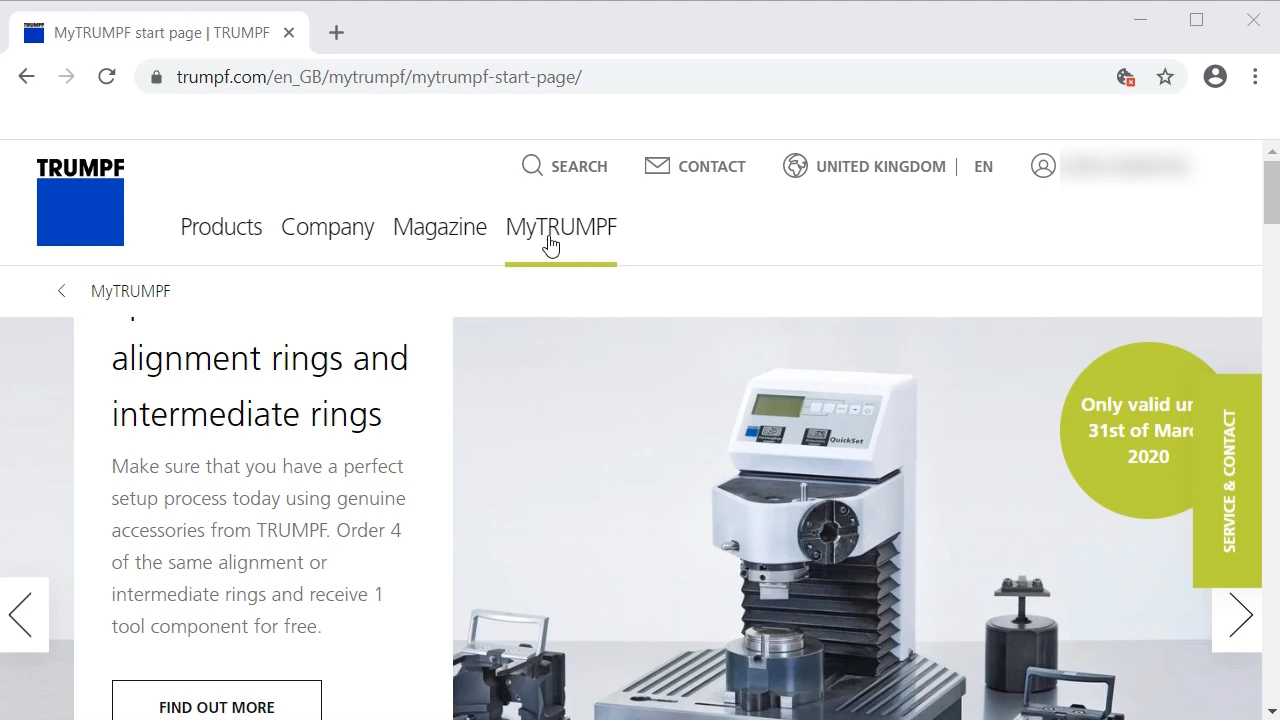 MyTRUMPF start page | TRUMPF
trumpf.com/en_GB/mytrumpf/mytrumpf-start-page/
TRUMPF
SEARCH
CONTACT
UNITED KINGDOM | EN
Products
Company
Magazine
MyTRUMPF
MyTRUMPF
alignment rings and
intermediate rings
Make sure that you have a perfect
setup process today using genuine
accessories from TRUMPF. Order 4
of the same alignment or
intermediate rings and receive 1
tool component for free.
FIND OUT MORE
QuickSet
Only valid
31st of
2020
SERVICE & CONTACT